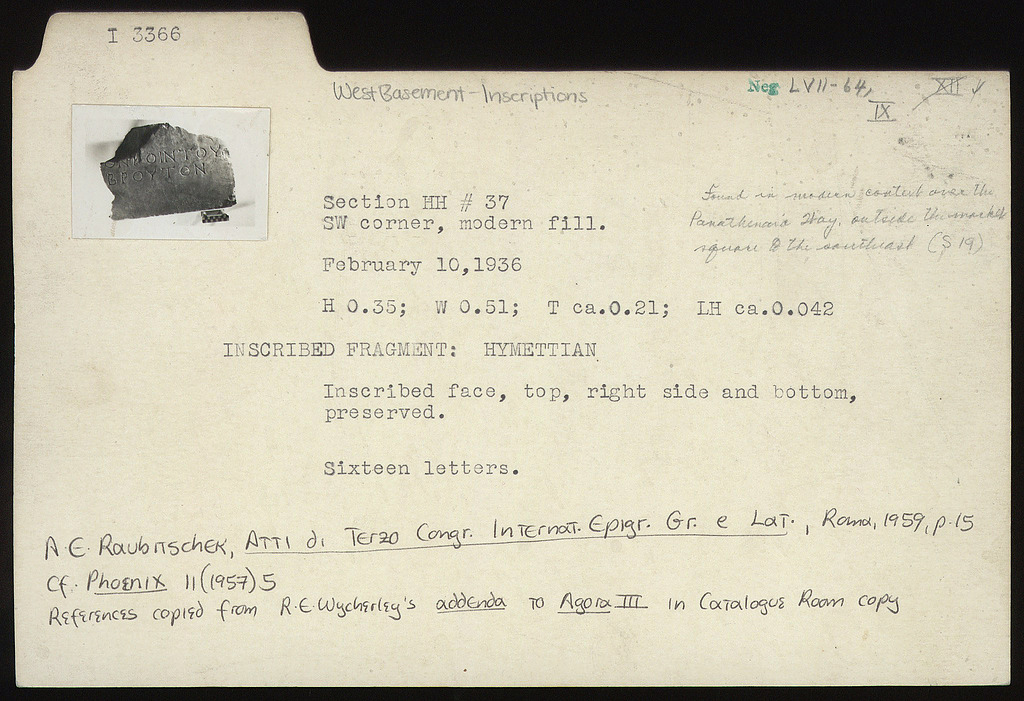 I 3366
West Basement - Inscriptions
Neg LVII-64,
XII
IX
ΟΝΤΟΥ
ΒΡΟΥΤΟΝ
Section HH # 37
SW corner, modern fill.
Found in modern context over the
Panathenaic Way, outside the market
square to the southeast (S 19)
February 10,1936
H 0.35; W 0.51; T ca.0.21; LH ca.0.042
INSCRIBED FRAGMENT: HYMETTIAN
Inscribed face, top, right side and bottom,
preserved.
Sixteen letters.
A.E. Raubitschek, Atti di Terzo Congr. Internat. Epigr. Gr. e Lat., Roma, 1959, p.15
Cf. Phoenix 11(1957)5
References copied from R.E. Wycherley's addenda to Agora III in Catalogue Room copy